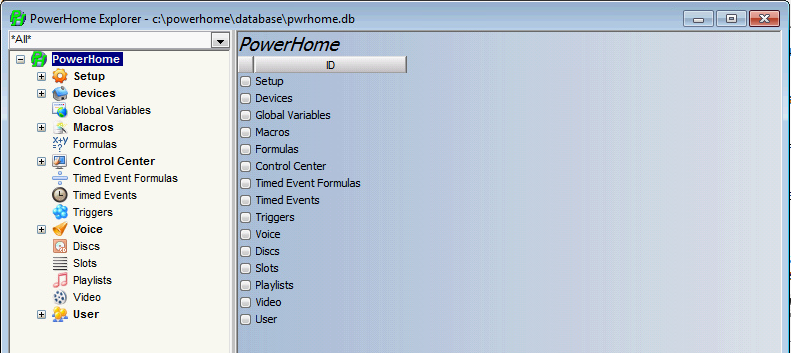 PowerHome Explorer - c:\powerhome\database\pwrhome.db
*All*
PowerHome
Setup
Devices
Global Variables
Macros
X+Y
Formulas
Control Center
Timed Event Formulas
Timed Events
Triggers
Voice
Discs
Slots
Playlists
Video
User
PowerHome
ID
Setup
Devices
Global Variables
Macros
Formulas
Control Center
Timed Event Formulas
Timed Events
Triggers
Voice
Discs
Slots
Playlists
Video
User